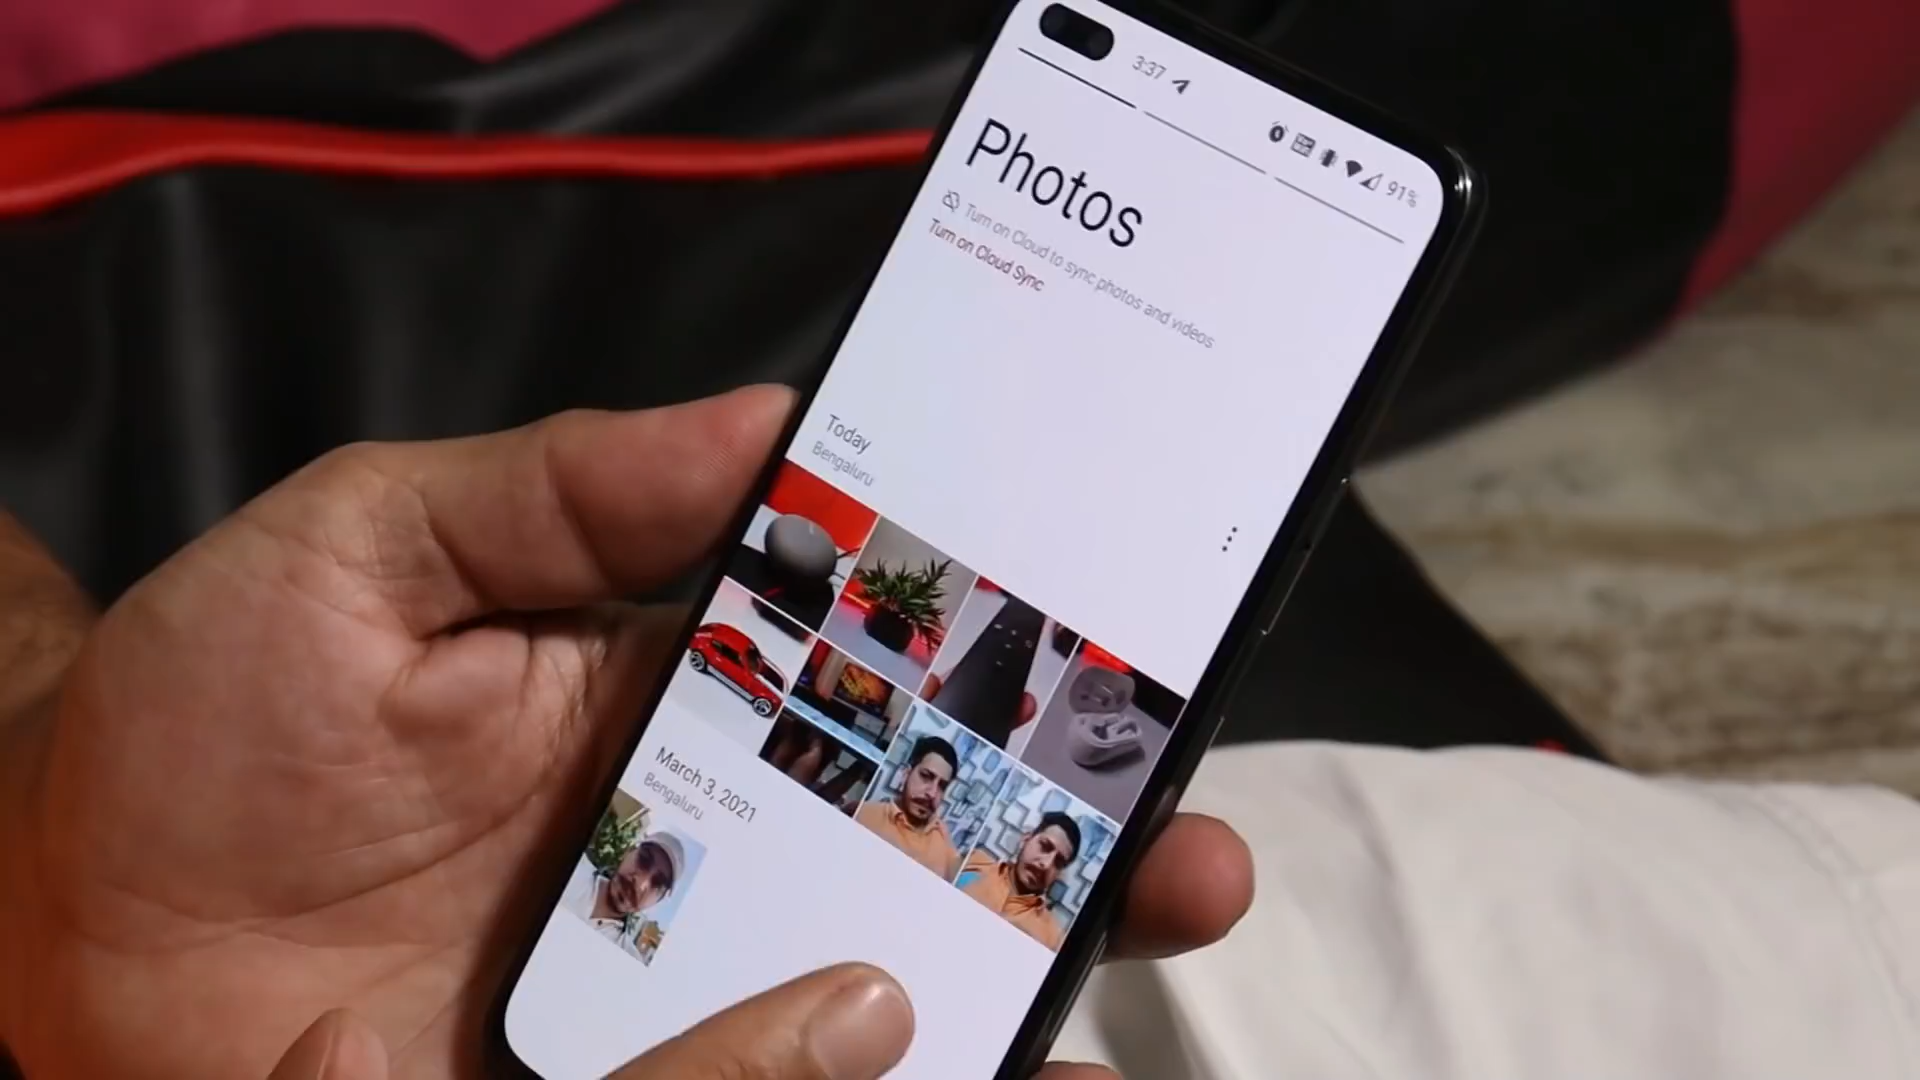 3:37
91%
Photos
Turn on Cloud to sync photos and videos
Turn on Cloud Sync
Today
Bengaluru
March 3, 2021
Bengaluru